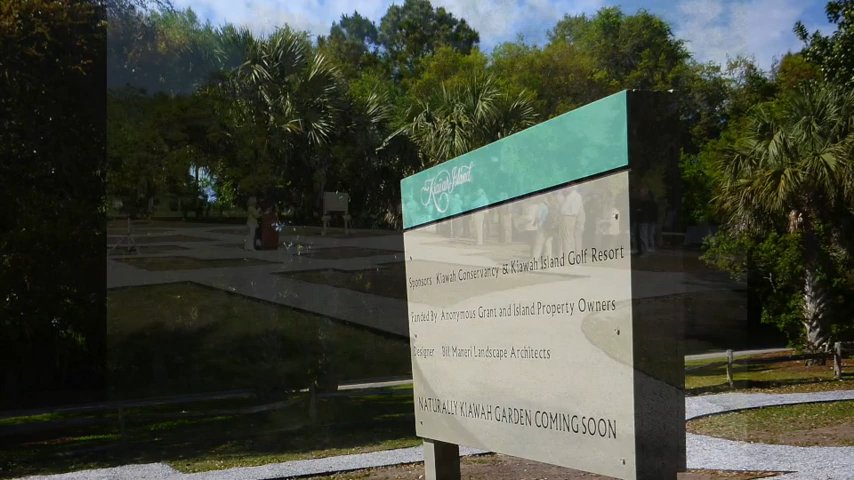 Kiawah Island
Sponsors Kiawah Conservancy & Kiawah Island Golf Resort
Funded By Anonymous Grant and Island Property Owners
Designer Bill Maneri Landscape Architects
NATURALLY KIAWAH GARDEN COMING SOON